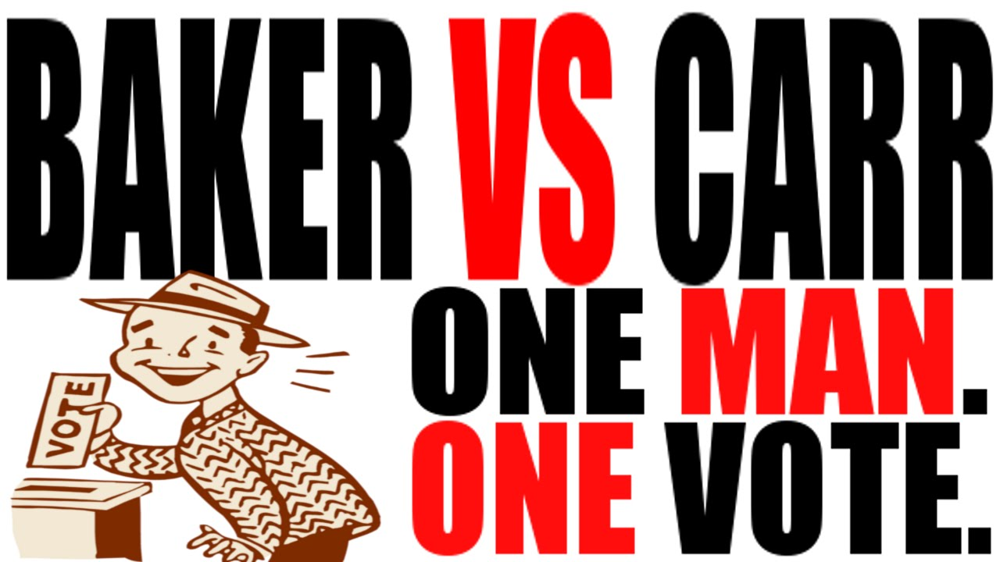 BAKER VS CARR
ONE MAN.
ONE VOTE.
VOTE